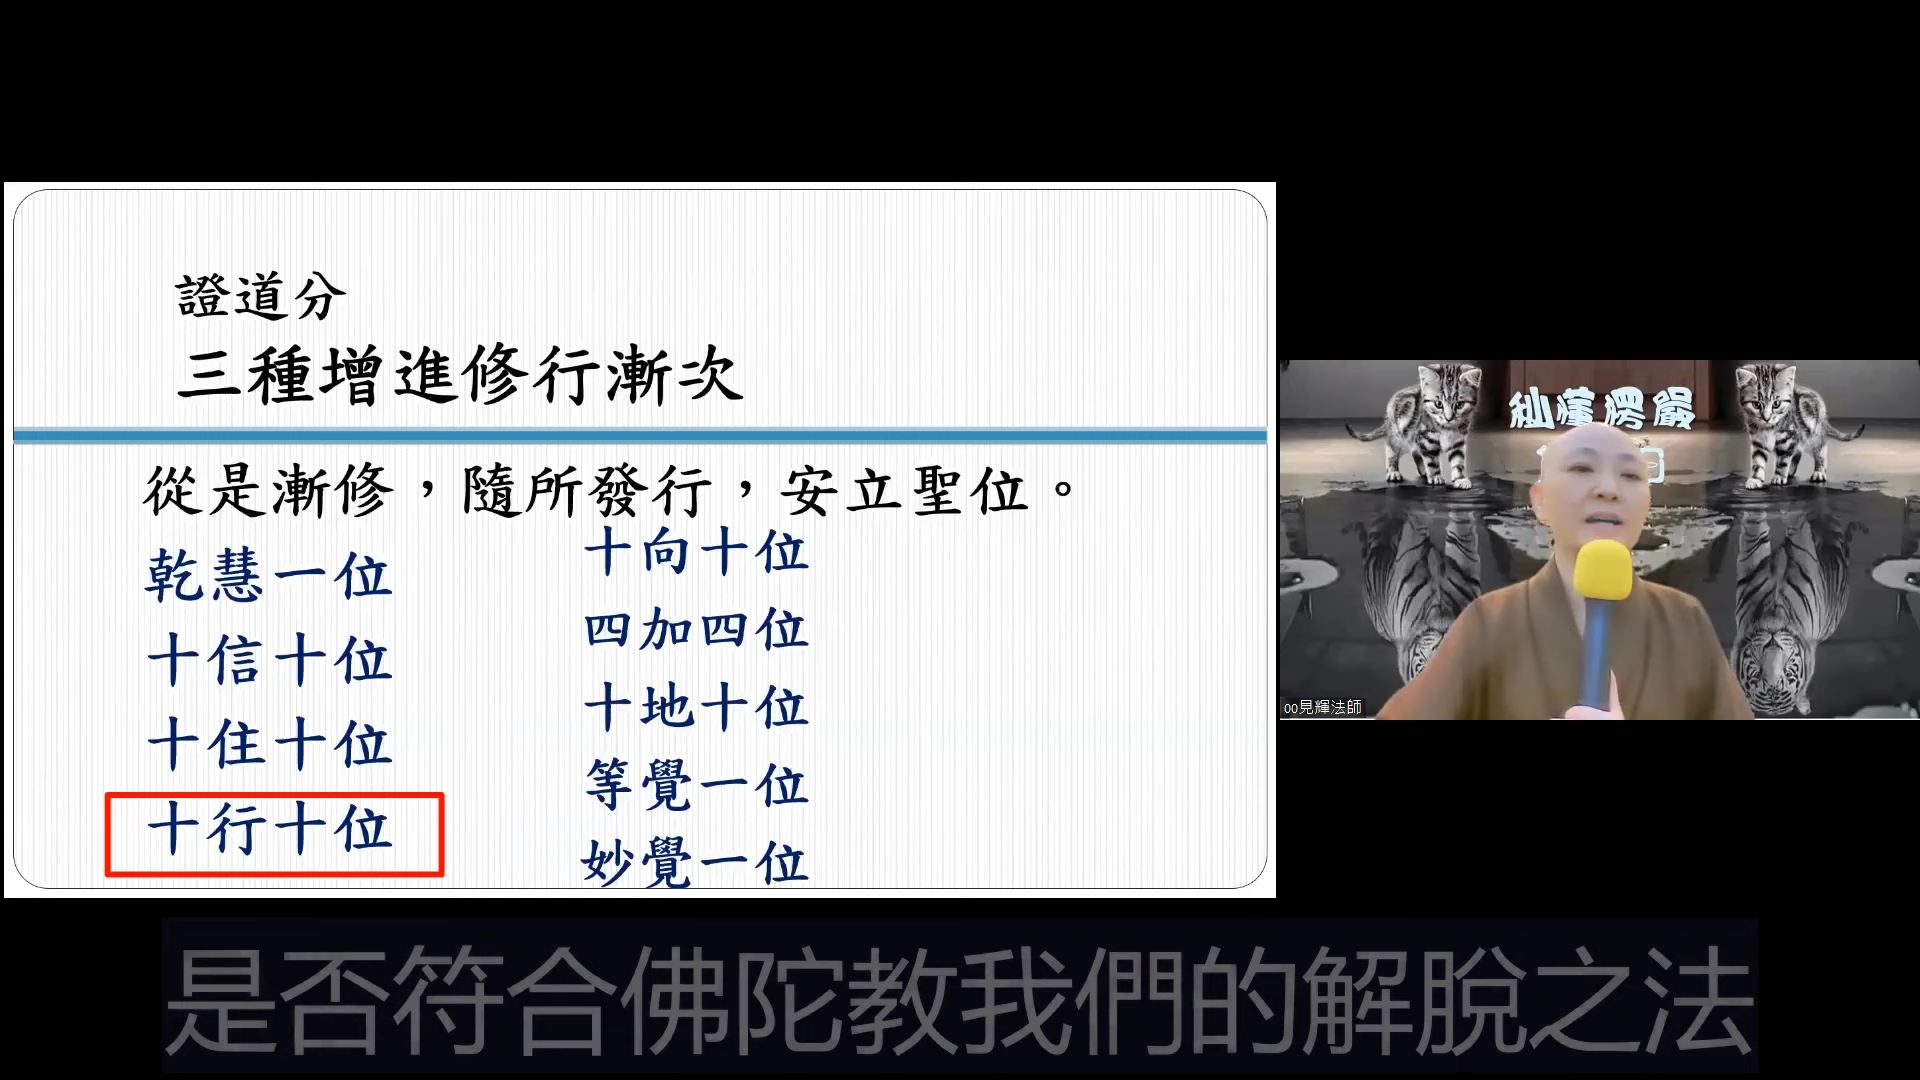 證道分
三種增進修行漸次
從是漸修，隨所發行，安立聖位。
乾慧一位
十信十位
十住十位
十行十位
十向十位
四加四位
十地十位
等覺一位
妙覺一位
楞嚴
oo見輝法師
是否符合佛陀教我們的解脫之法